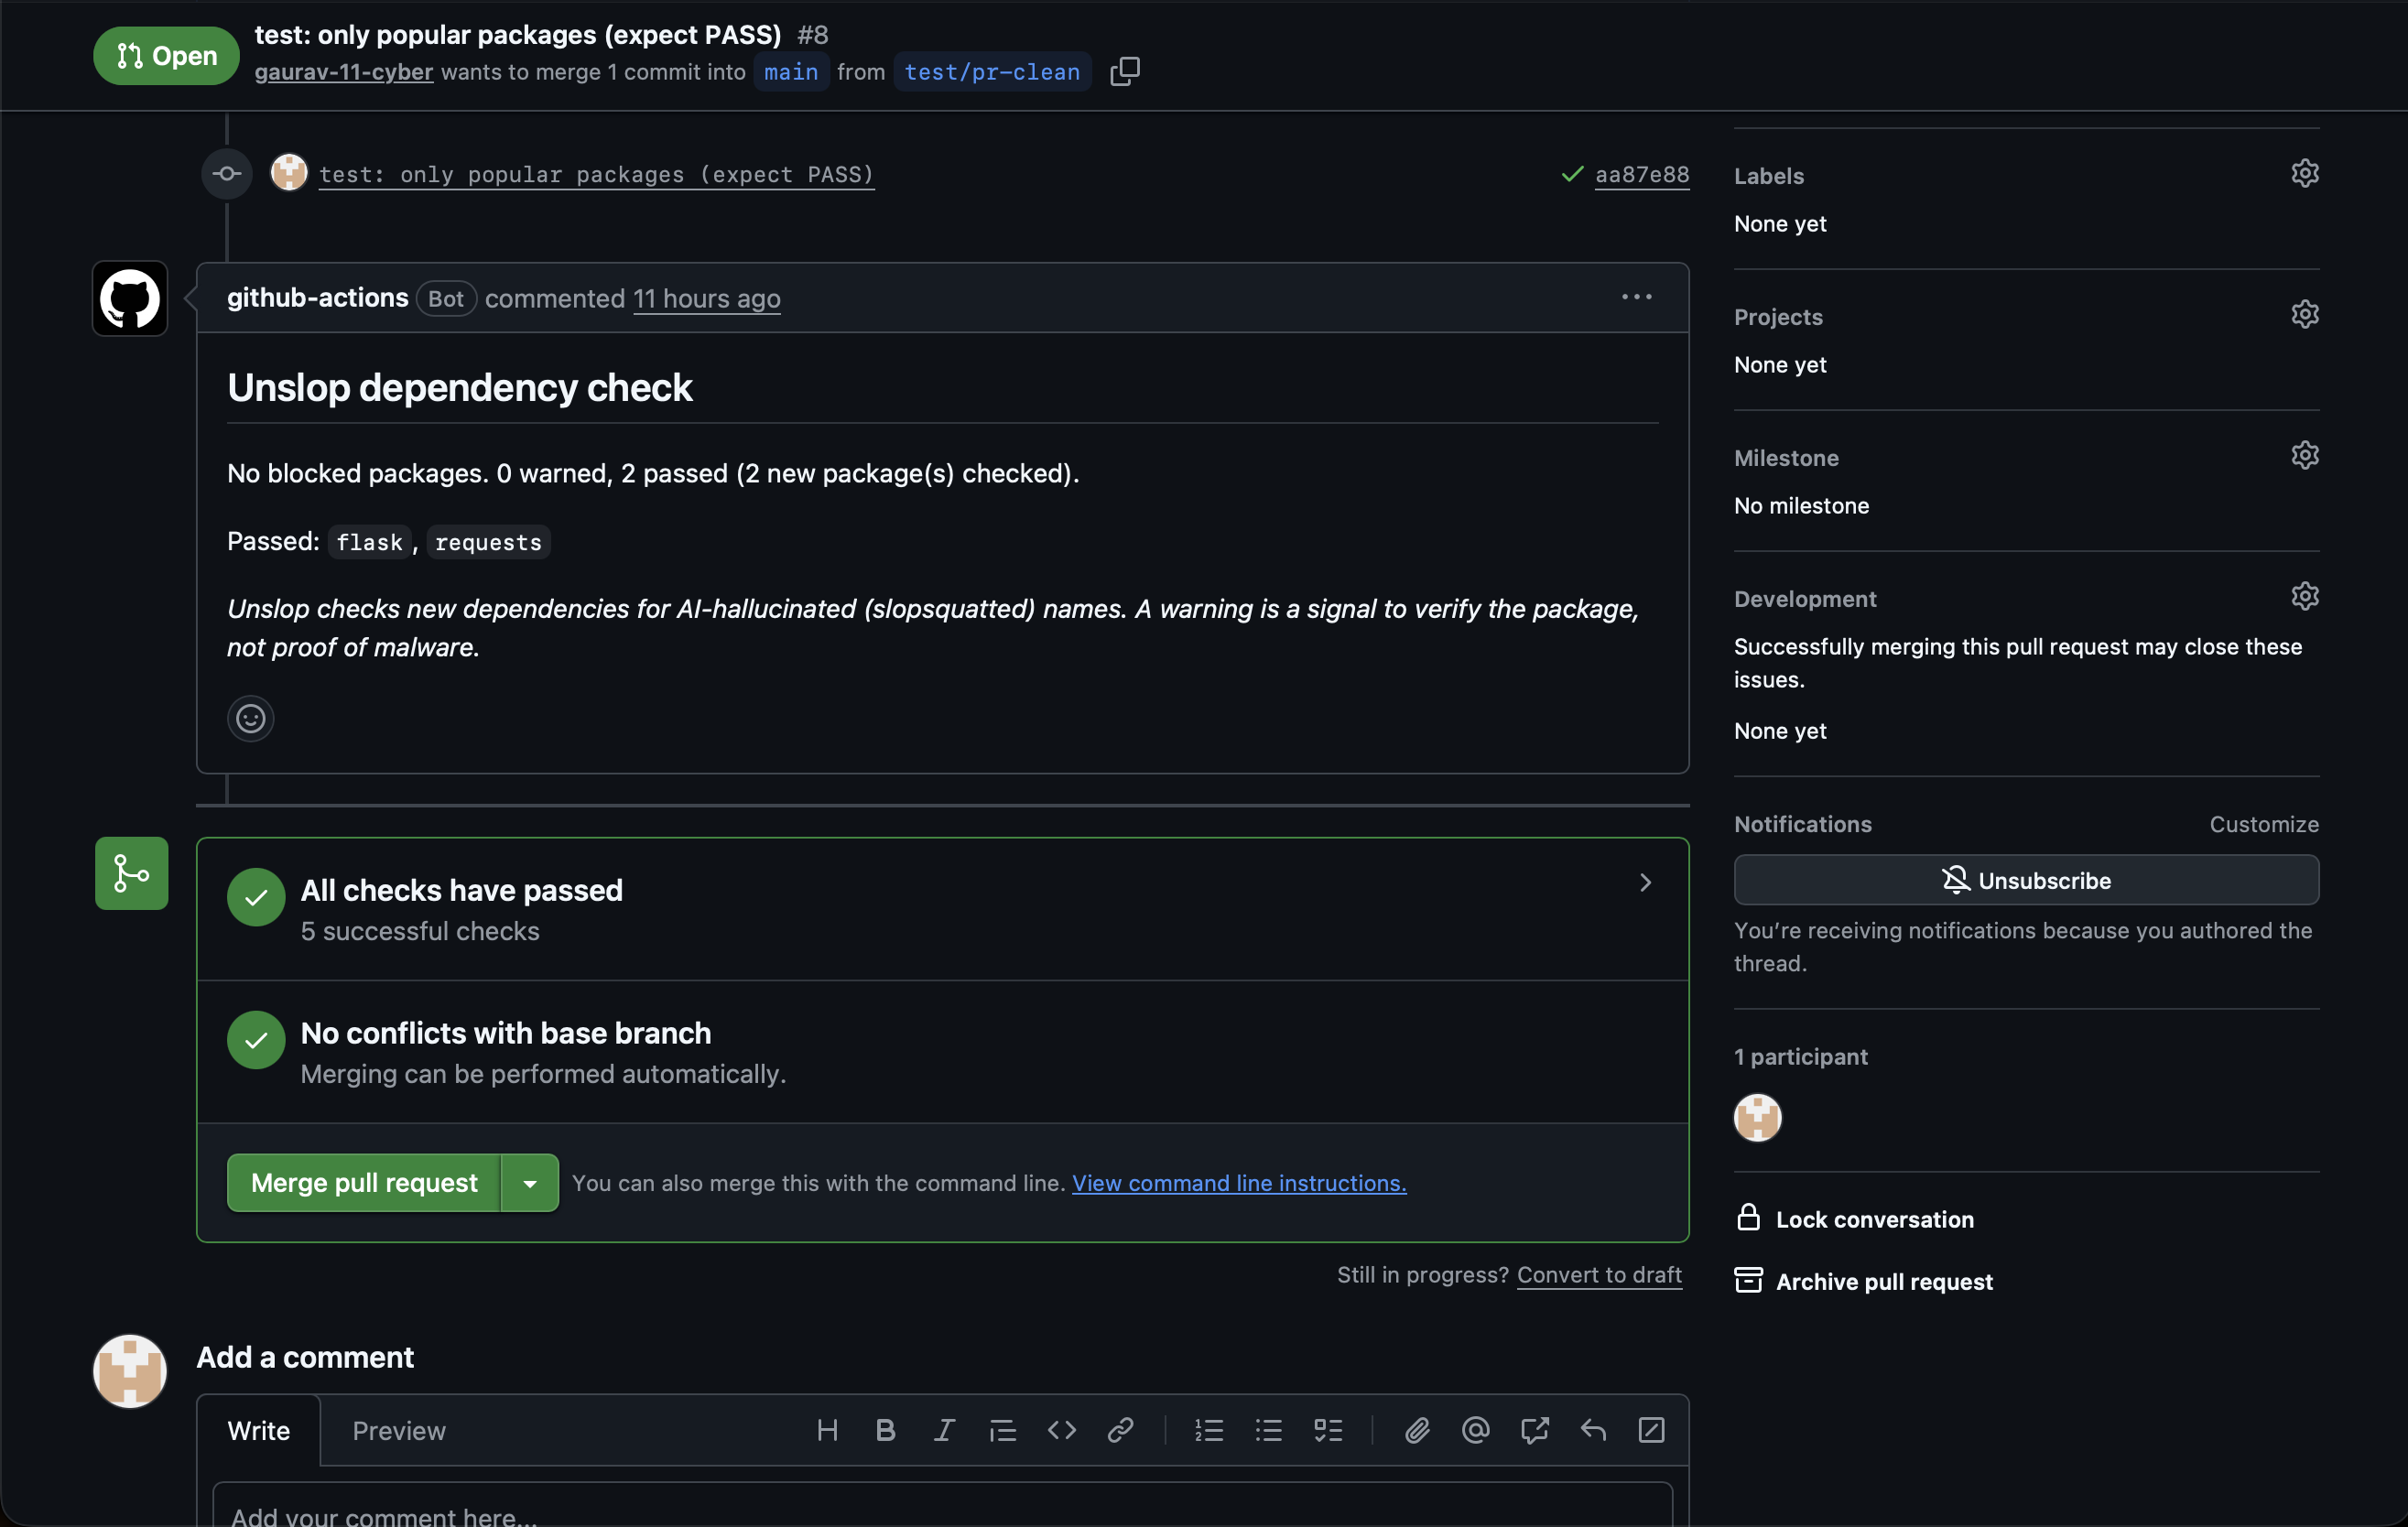 Open
test: only popular packages (expect PASS) #8
gaurav-11-cyber wants to merge 1 commit into main from test/pr-clean
test: only popular packages (expect PASS)
aa87e88
github-actions Bot commented 11 hours ago
Unslop dependency check
No blocked packages. 0 warned, 2 passed (2 new package(s) checked).
Passed: flask, requests
Unslop checks new dependencies for AI-hallucinated (slopsquatted) names. A warning is a signal to verify the package,
not proof of malware.
All checks have passed
5 successful checks
No conflicts with base branch
Merging can be performed automatically.
Merge pull request
You can also merge this with the command line. View command line instructions.
Still in progress? Convert to draft
Add a comment
Write
Preview
Add your comment here...
Labels
None yet
Projects
None yet
Milestone
No milestone
Development
Successfully merging this pull request may close these
issues.
None yet
Notifications
Customize
Unsubscribe
You’re receiving notifications because you authored the
thread.
1 participant
Lock conversation
Archive pull request